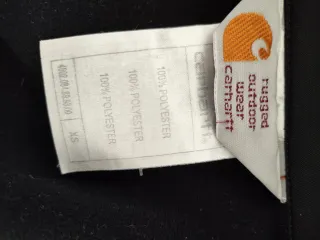 rugged
outdoor
wear
carhartt
carhartt
100% POLYESTER
100% POLYESTER
100% POLYESTER
XS